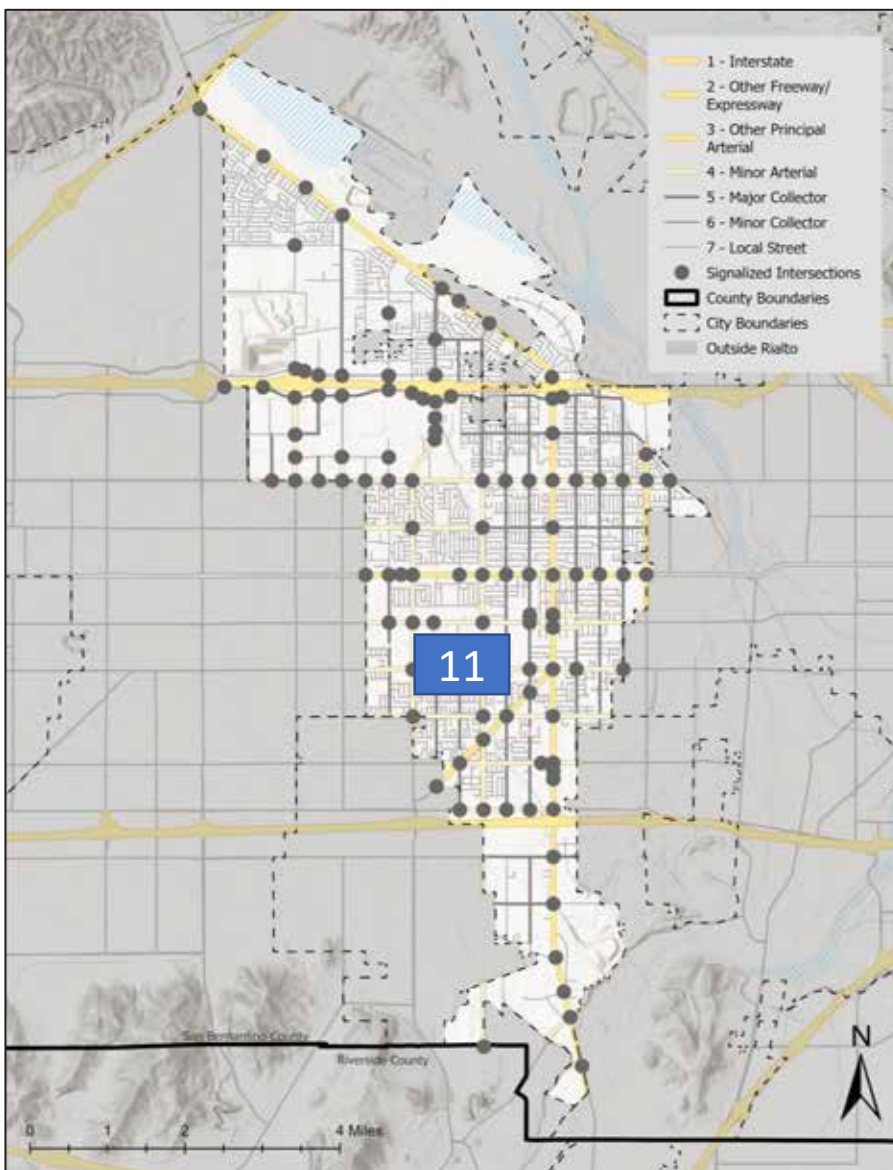 1 - Interstate
2 - Other Freeway/
Expressway
3 - Other Principal
Arterial
4 - Minor Arterial
5 - Major Collector
6 - Minor Collector
7 - Local Street
Signalized Intersections
County Boundaries
City Boundaries
Outside Rialto
11
San Bernardino County
Riverside County
N
0 2 4 Miles